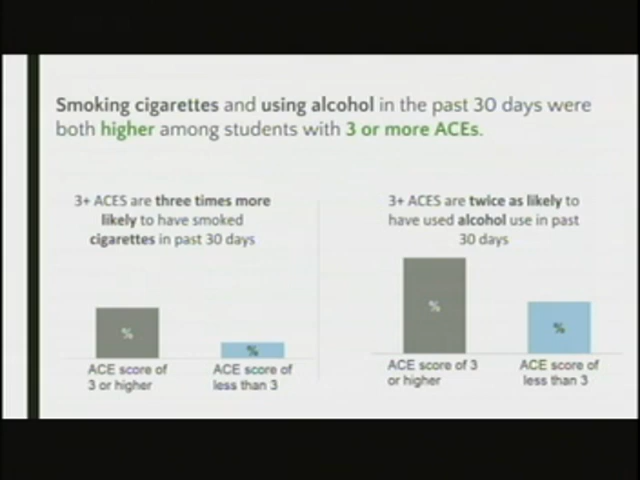 Smoking cigarettes and using alcohol in the past 30 days were
both higher among students with 3 or more ACEs.
3+ ACES are three times more
likely to have smoked
cigarettes in past 30 days
%
%
ACE score of
3 or higher
ACE score of
less than 3
3+ ACES are twice as likely to
have used alcohol use in past
30 days
%
%
ACE score of 3
or higher
ACE score of
less than 3